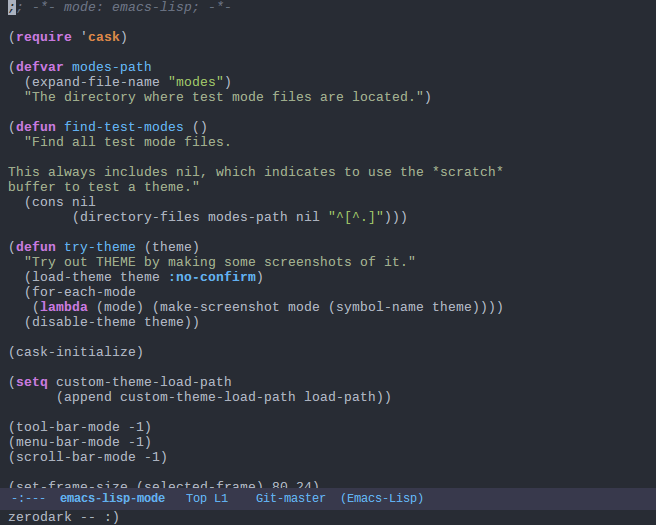 ;; -*- mode: emacs-lisp; -*-

(require 'cask)

(defvar modes-path
  (expand-file-name "modes")
  "The directory where test mode files are located.")

(defun find-test-modes ()
  "Find all test mode files.

This always includes nil, which indicates to use the *scratch*
buffer to test a theme."
  (cons nil
        (directory-files modes-path nil "^[^.]")))

(defun try-theme (theme)
  "Try out THEME by making some screenshots of it."
  (load-theme theme :no-confirm)
  (for-each-mode
   (lambda (mode) (make-screenshot mode (symbol-name theme))))
  (disable-theme theme))

(cask-initialize)

(setq custom-theme-load-path
      (append custom-theme-load-path load-path))

(tool-bar-mode -1)
(menu-bar-mode -1)
(scroll-bar-mode -1)

(set-frame-size (selected-frame) 80 24)
-:---  emacs-lisp-mode   Top L1    Git-master  (Emacs-Lisp)
zerodark -- :)